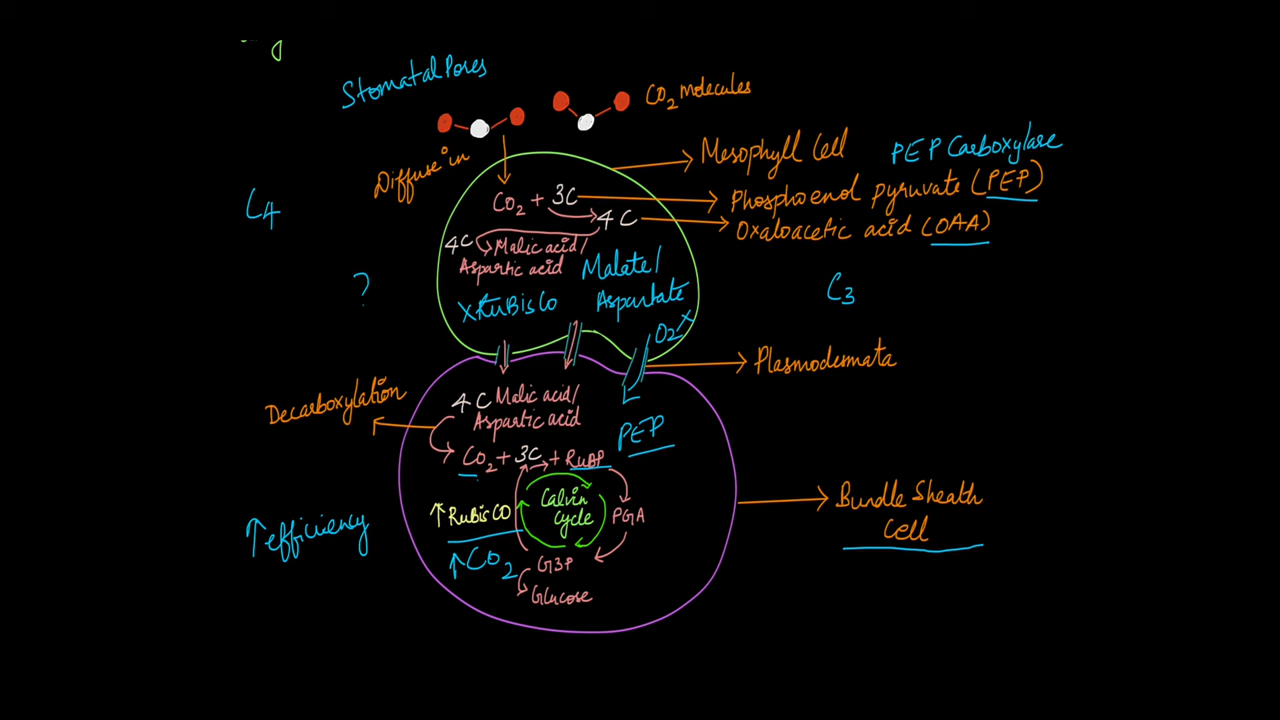 Stomatal Pores
CO2 molecules
Diffuse in
Mesophyll Cell
PEP Carboxylase
C4
CO2 + 3C
Phosphoenol pyruvate (PEP)
4C
Oxaloacetic acid (OAA)
4C
Malic acid/
Aspartic acid
Malate/
Aspartate
?
C3
X RuBisCo
O2 X
Plasmodesmata
Decarboxylation
4C Malic acid/
Aspartic acid
PEP
CO2 + 3C + RuBP
Calvin
Cycle
↑ RuBisCO
PGA
Bundle Sheath
Cell
↑ efficiency
↑ CO2
G3P
Glucose